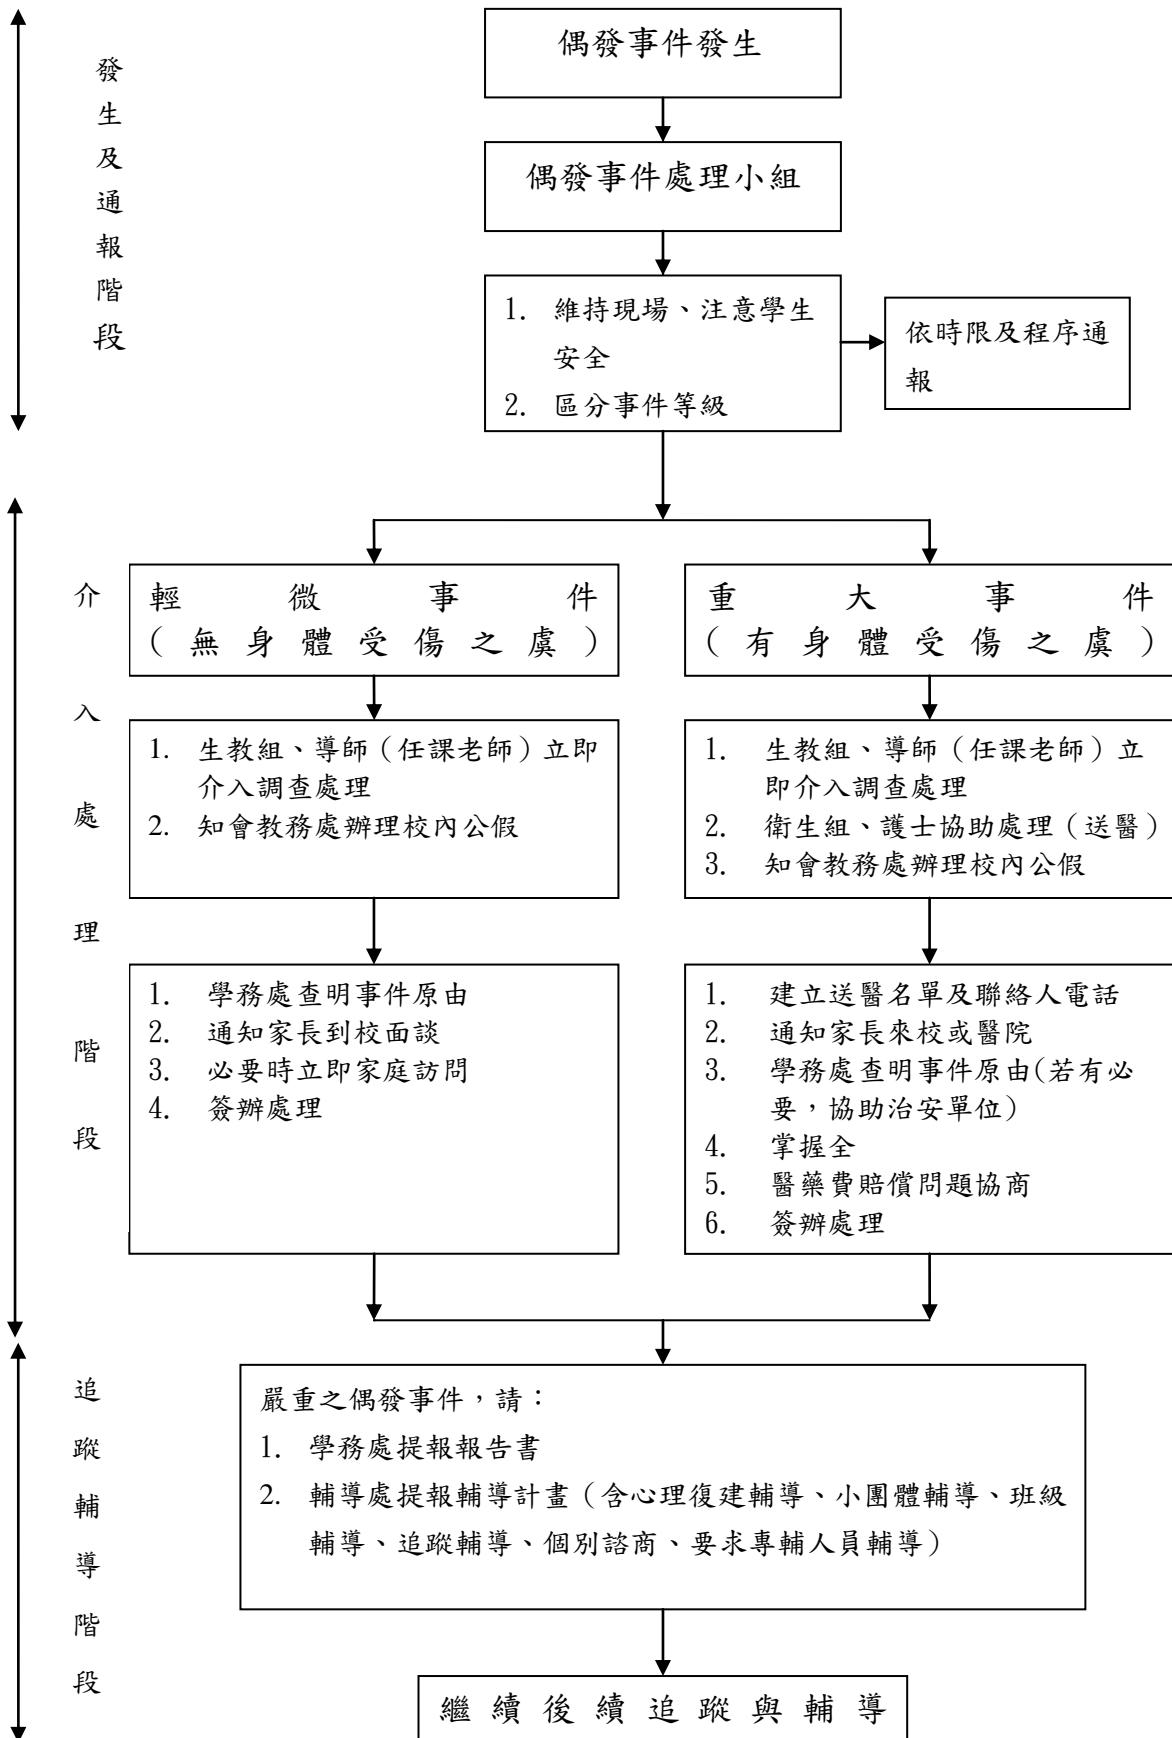 發生及通報階段
偶發事件發生
偶發事件處理小組
1. 維持現場、注意學生
安全
2. 區分事件等級
依時限及程序通
報
介入處理階段
輕微事件
(無身體受傷之虞)
重大事件
(有身體受傷之虞)
1. 生教組、導師（任課老師）立即
介入調查處理
2. 知會教務處辦理校內公假
1. 生教組、導師（任課老師）立
即介入調查處理
2. 衛生組、護士協助處理（送醫）
3. 知會教務處辦理校內公假
1. 學務處查明事件原由
2. 通知家長到校面談
3. 必要時立即家庭訪問
4. 簽辦處理
1. 建立送醫名單及聯絡人電話
2. 通知家長來校或醫院
3. 學務處查明事件原由(若有必
要，協助治安單位）
4. 掌握全
5. 醫藥費賠償問題協商
6. 簽辦處理
追蹤輔導階段
嚴重之偶發事件，請：
1. 學務處提報報告書
2. 輔導處提報輔導計畫（含心理復建輔導、小團體輔導、班級
輔導、追蹤輔導、個別諮商、要求專輔人員輔導）
繼續後續追蹤與輔導